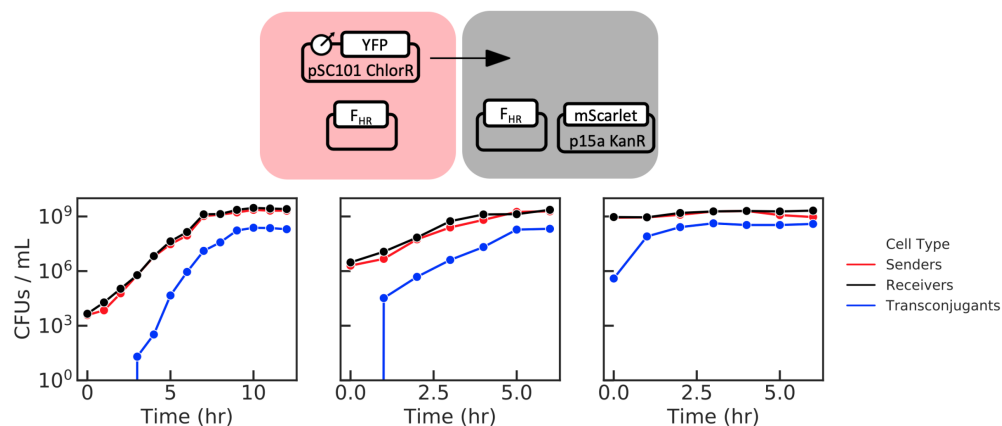 YFP
pSC101 ChlorR
F_HR
F_HR
mScarlet
p15a KanR
CFUs / mL
10⁹
10⁶
10³
10⁰
0 5 10
Time (hr)
0.0 2.5 5.0
Time (hr)
0.0 2.5 5.0
Time (hr)
Cell Type
Senders
Receivers
Transconjugants